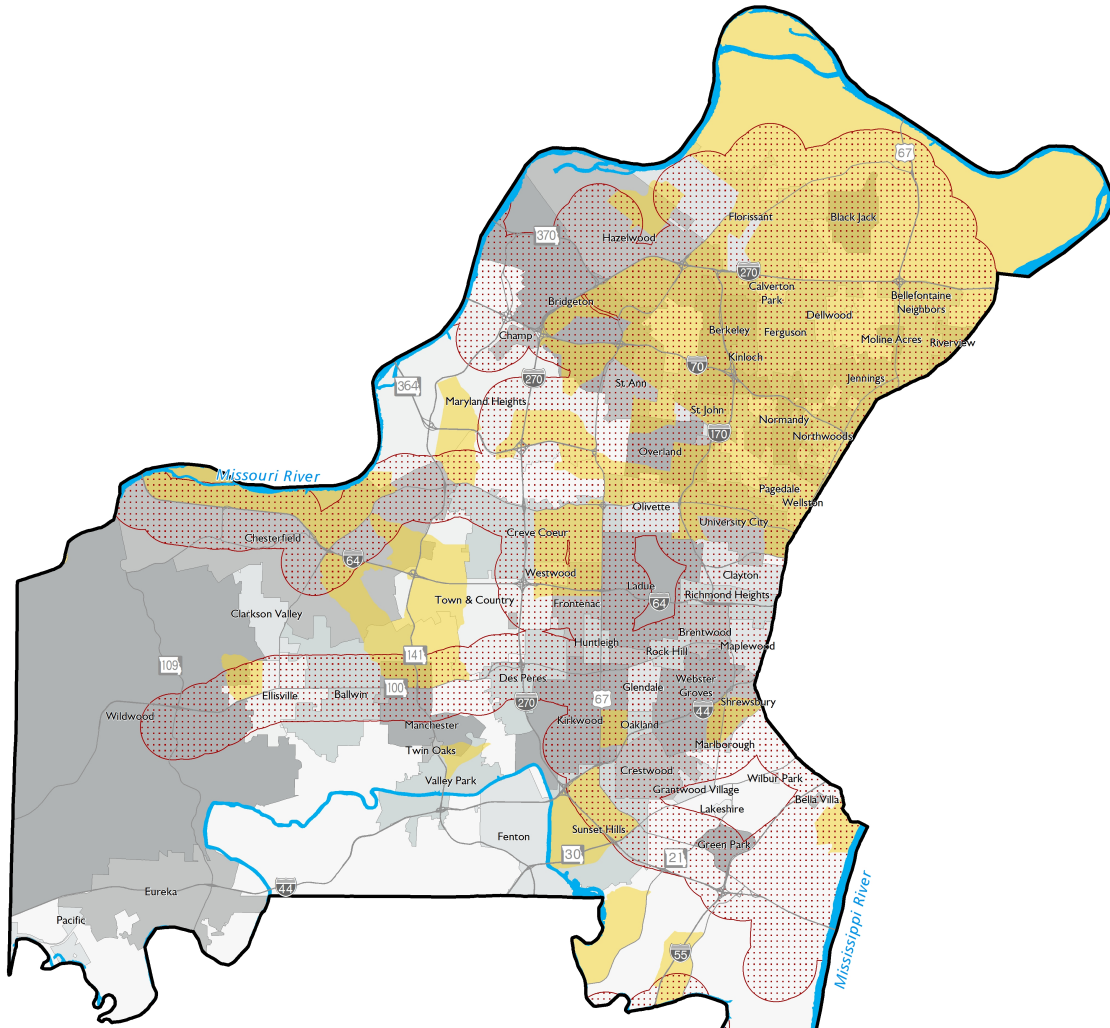 67
Florissant
Black Jack
Hazelwood
370
270
Calverton
Park
Bellefontaine
Neighbors
Bridgeton
Dellwood
Berkeley
Ferguson
Champ
Moline Acres
Riverview
Kinloch
70
270
St Ann
Jennings
364
Maryland Heights
St John
Normandy
170
Northwoods
Overland
Missouri River
Pagedale
Wellston
Olivette
University City
Creve Coeur
Chesterfield
64
Westwood
Clayton
Ladue
Richmond Heights
Town & Country
Frontenac
64
Clarkson Valley
Brentwood
Huntleigh
Maplewood
Rock Hill
141
109
Des Peres
Webster
Groves
100
Glendale
Ellisville
Ballwin
67
270
Shrewsbury
44
Wildwood
Kirkwood
Oakland
Manchester
Marlborough
Twin Oaks
Crestwood
Valley Park
Wilbur Park
Grantwood Village
Bella Villa
Lakeshire
Sunset Hills
Fenton
Green Park
30
21
44
Eureka
Mississippi River
Pacific
55